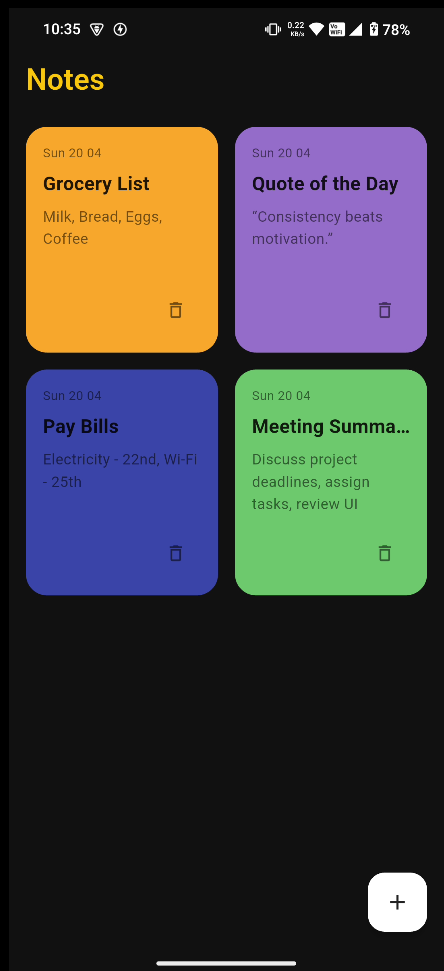 10:35 0.22 KB/s Vo WiFi 78%
Notes
Sun 20 04
Grocery List
Milk, Bread, Eggs,
Coffee
Sun 20 04
Quote of the Day
“Consistency beats
motivation.”
Sun 20 04
Pay Bills
Electricity - 22nd, Wi-Fi
- 25th
Sun 20 04
Meeting Summa...
Discuss project
deadlines, assign
tasks, review UI